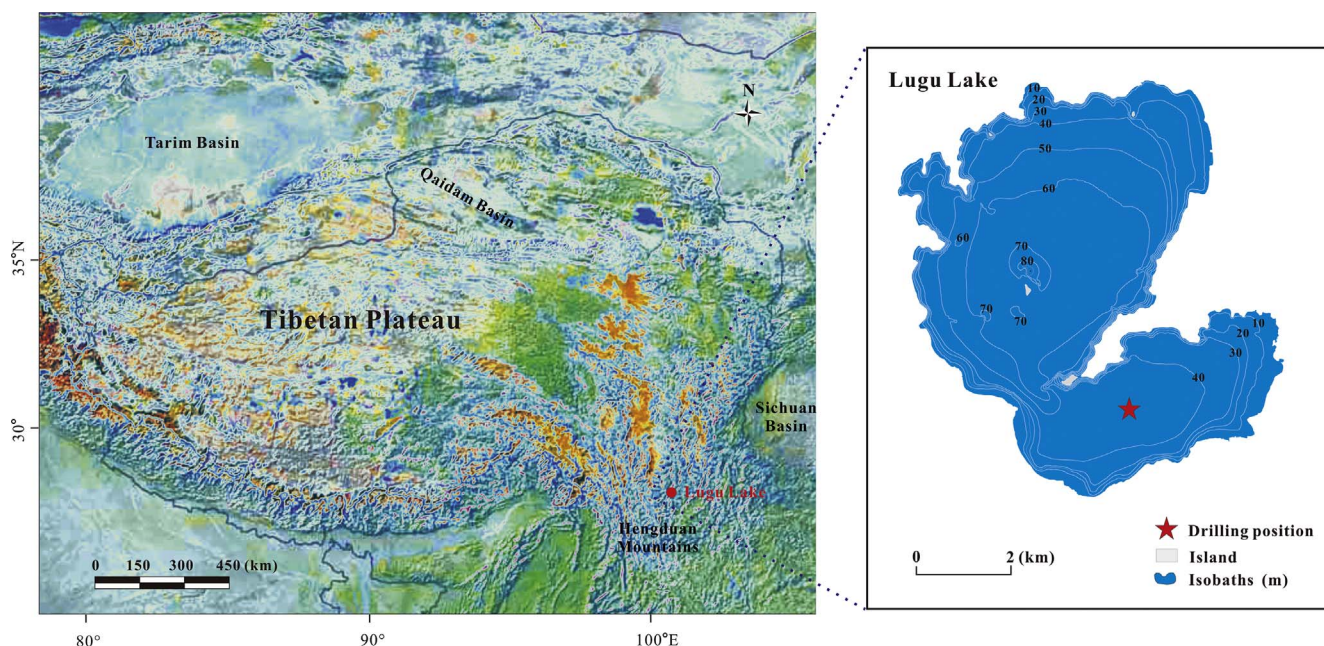 N
Tarim Basin
Qaidam Basin
35°N
Tibetan Plateau
30°
Sichuan
Basin
Lugu Lake
Hengduan
Mountains
0 150 300 450 (km)
80° 90° 100°E
Lugu Lake
10
20
30
40
50
60
60
70
80
70
70
10
20
30
40
0 2 (km)
Drilling position
Island
Isobaths (m)